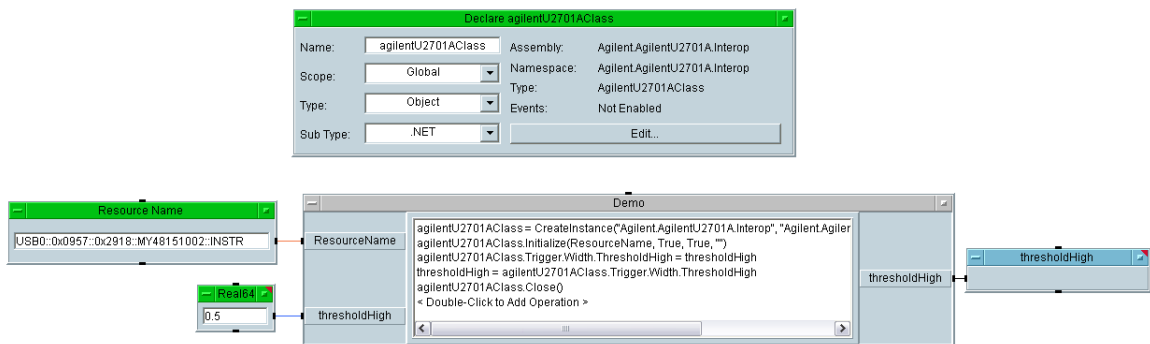 Declare agilentU2701AClass
Name: agilentU2701AClass Assembly: Agilent.AgilentU2701A.Interop
Scope: Global Namespace: Agilent.AgilentU2701A.Interop
Type: AgilentU2701AClass
Type: Object Events: Not Enabled
Sub Type: .NET Edit...
Resource Name
USB0::0x0957::0x2918::MY48151002::INSTR
Real64
0.5
Demo
ResourceName
thresholdHigh
agilentU2701AClass = CreateInstance("Agilent.AgilentU2701A.Interop", "Agilent.Agiler
agilentU2701AClass.Initialize(ResourceName, True, True, "")
agilentU2701AClass.Trigger.Width.ThresholdHigh = thresholdHigh
thresholdHigh = agilentU2701AClass.Trigger.Width.ThresholdHigh
agilentU2701AClass.Close()
< Double-Click to Add Operation >
thresholdHigh
thresholdHigh